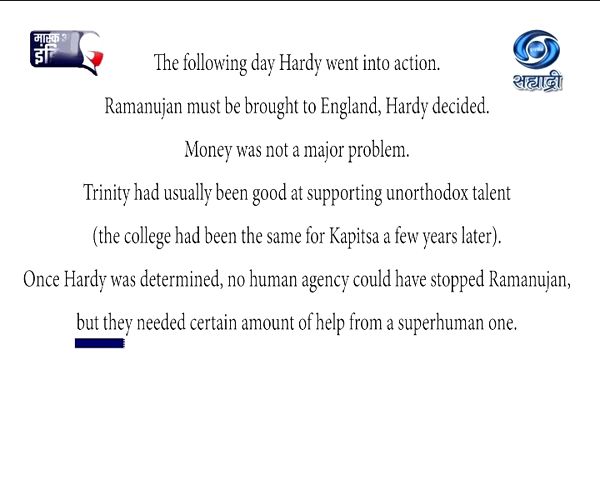 मास्क
इंडि
सह्याद्री
The following day Hardy went into action.
Ramanujan must be brought to England, Hardy decided.
Money was not a major problem.
Trinity had usually been good at supporting unorthodox talent
(the college had been the same for Kapitsa a few years later).
Once Hardy was determined, no human agency could have stopped Ramanujan,
but they needed certain amount of help from a superhuman one.